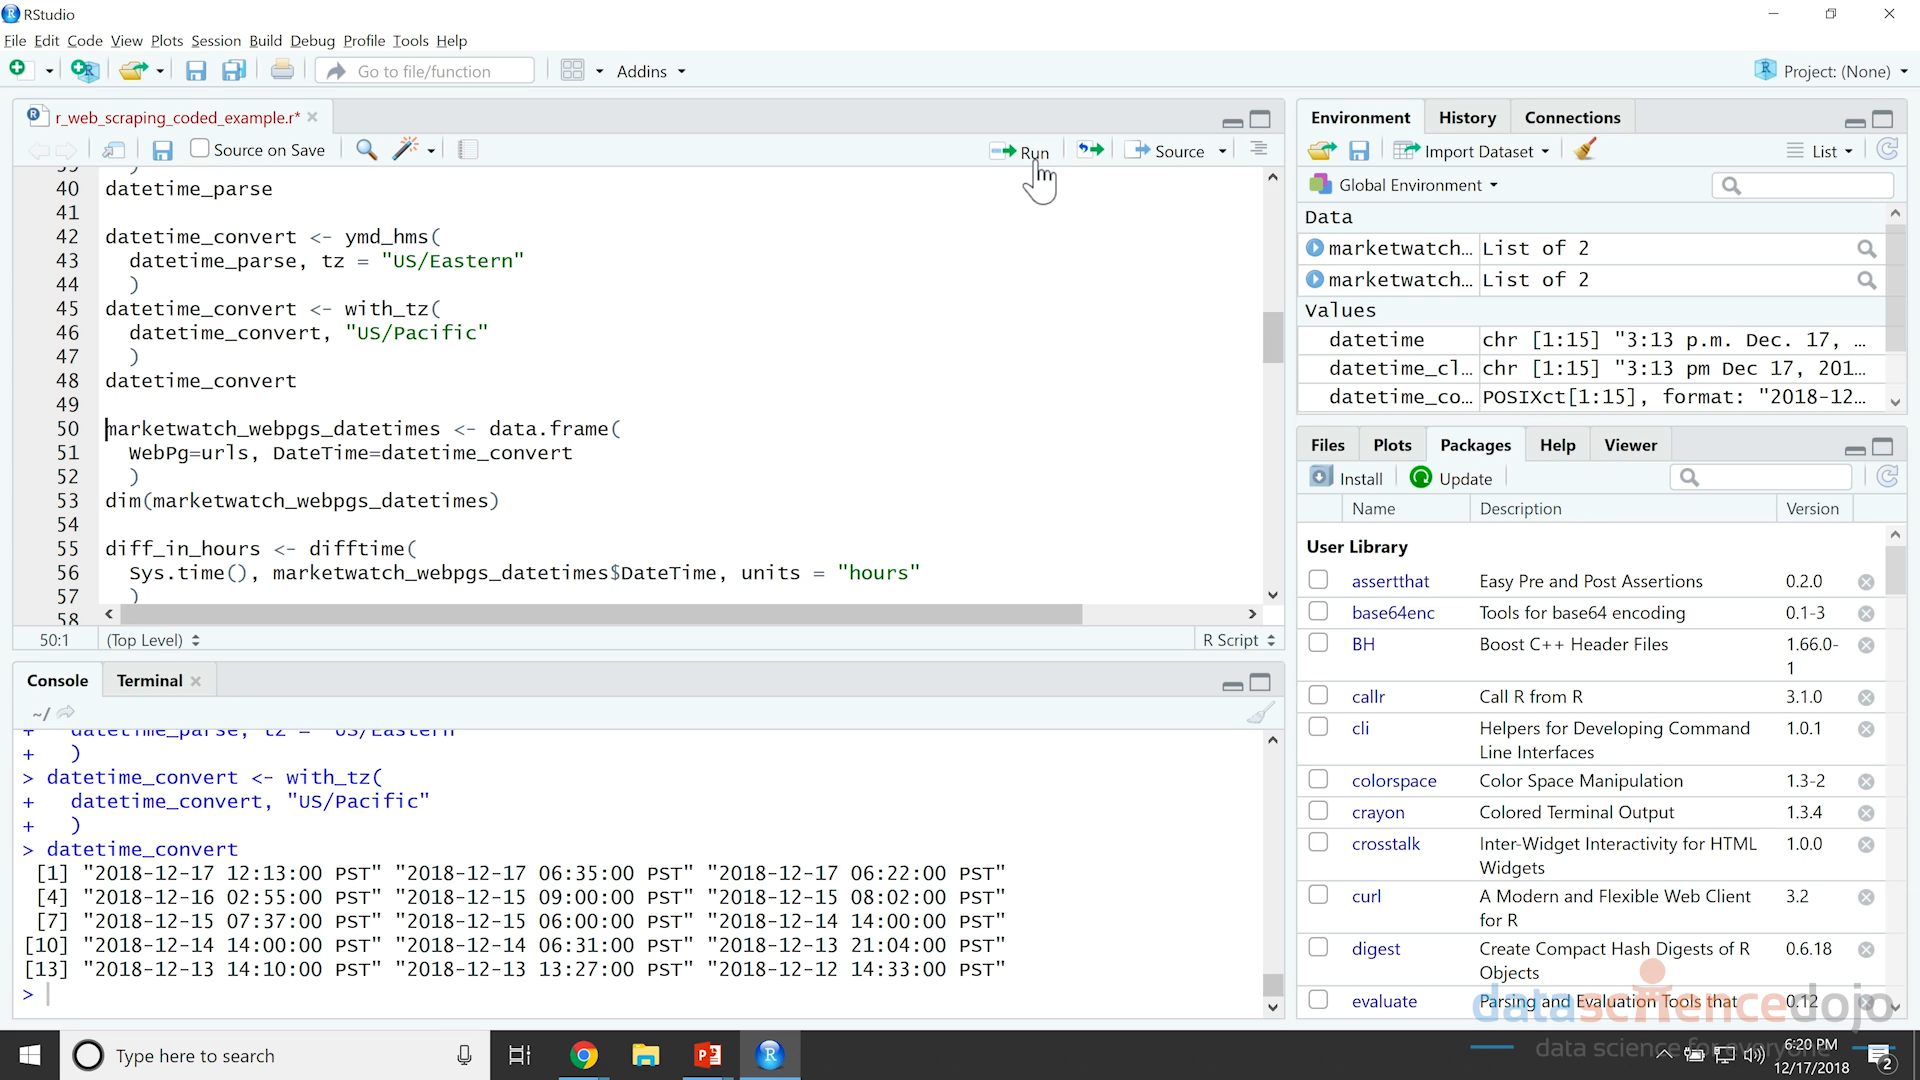 RStudio
File Edit Code View Plots Session Build Debug Profile Tools Help
Go to file/function Addins Project: (None)
r_web_scraping_coded_example.r*
Source on Save Run Source
39 )
40 datetime_parse
41
42 datetime_convert <- ymd_hms(
43 datetime_parse, tz = "US/Eastern"
44 )
45 datetime_convert <- with_tz(
46 datetime_convert, "US/Pacific"
47 )
48 datetime_convert
49
50 marketwatch_webpgs_datetimes <- data.frame(
51 WebPg=urls, DateTime=datetime_convert
52 )
53 dim(marketwatch_webpgs_datetimes)
54
55 diff_in_hours <- difftime(
56 Sys.time(), marketwatch_webpgs_datetimes$DateTime, units = "hours"
57 )
58
50:1 (Top Level) R Script
Console Terminal
~/
+ datetime_parse, tz = "US/Eastern"
+ )
> datetime_convert <- with_tz(
+ datetime_convert, "US/Pacific"
+ )
> datetime_convert
[1] "2018-12-17 12:13:00 PST" "2018-12-17 06:35:00 PST" "2018-12-17 06:22:00 PST"
[4] "2018-12-16 02:55:00 PST" "2018-12-15 09:00:00 PST" "2018-12-15 08:02:00 PST"
[7] "2018-12-15 07:37:00 PST" "2018-12-15 06:00:00 PST" "2018-12-14 14:00:00 PST"
[10] "2018-12-14 14:00:00 PST" "2018-12-14 06:31:00 PST" "2018-12-13 21:04:00 PST"
[13] "2018-12-13 14:10:00 PST" "2018-12-13 13:27:00 PST" "2018-12-12 14:33:00 PST"
>
Environment History Connections
Import Dataset List
Global Environment
Data
marketwatch... List of 2
marketwatch... List of 2
Values
datetime chr [1:15] "3:13 p.m. Dec. 17, ...
datetime_cl... chr [1:15] "3:13 pm Dec 17, 201...
datetime_co... POSIXct[1:15], format: "2018-12...
Files Plots Packages Help Viewer
Install Update
Name Description Version
User Library
assertthat Easy Pre and Post Assertions 0.2.0
base64enc Tools for base64 encoding 0.1-3
BH Boost C++ Header Files 1.66.0-
1
callr Call R from R 3.1.0
cli Helpers for Developing Command 1.0.1
Line Interfaces
colorspace Color Space Manipulation 1.3-2
crayon Colored Terminal Output 1.3.4
crosstalk Inter-Widget Interactivity for HTML 1.0.0
Widgets
curl A Modern and Flexible Web Client 3.2
for R
digest Create Compact Hash Digests of R 0.6.18
Objects
evaluate Parsing and Evaluation Tools that 0.12
datasciencedojo
data science for everyone
Type here to search
6:20 PM
12/17/2018
2